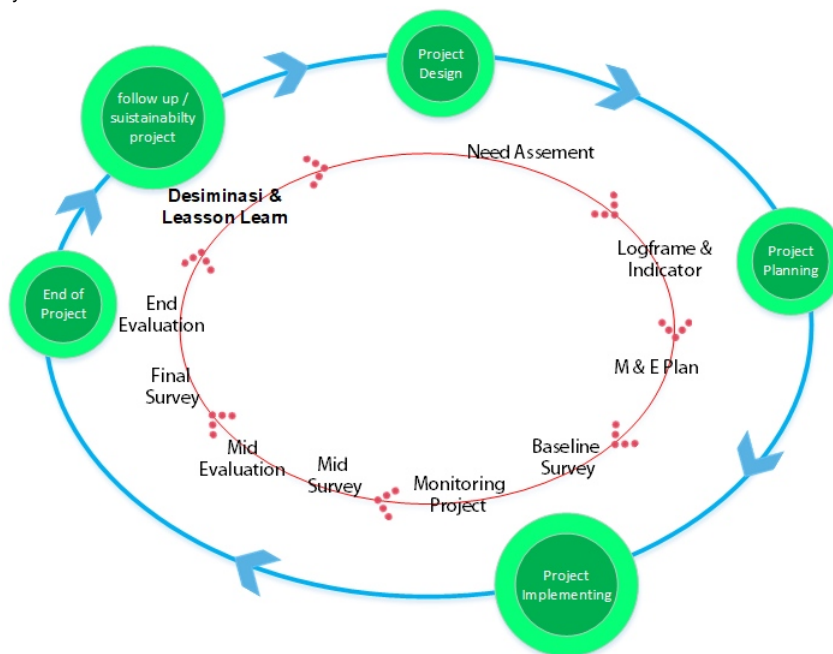 Project
Design
follow up /
suistainabilty
project
Need Assement
Desiminasi &
Leasson Learn
Logframe &
Indicator
Project
Planning
End of
Project
End
Evaluation
M & E Plan
Final
Survey
Mid
Evaluation
Mid
Survey
Monitoring
Project
Baseline
Survey
Project
Implementing